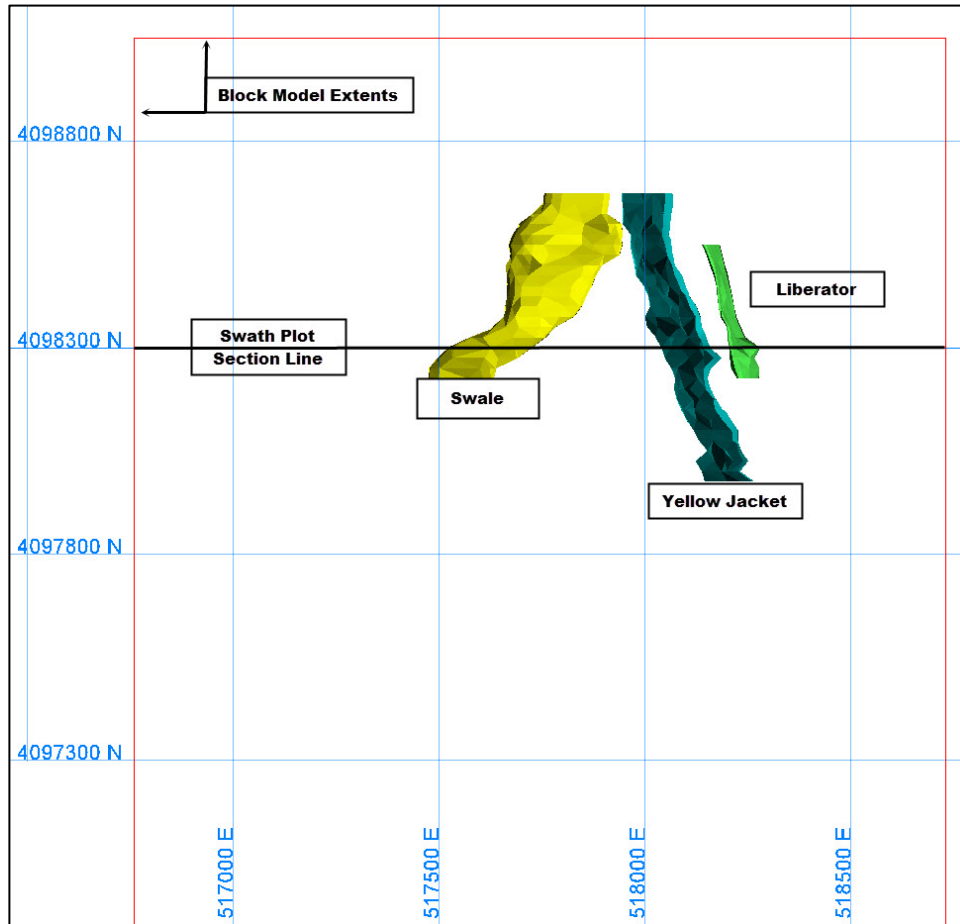 Block Model Extents
4098800 N
Liberator
Swath Plot
4098300 N
Section Line
Swale
Yellow Jacket
4097800 N
4097300 N
517000 E
517500 E
518000 E
518500 E